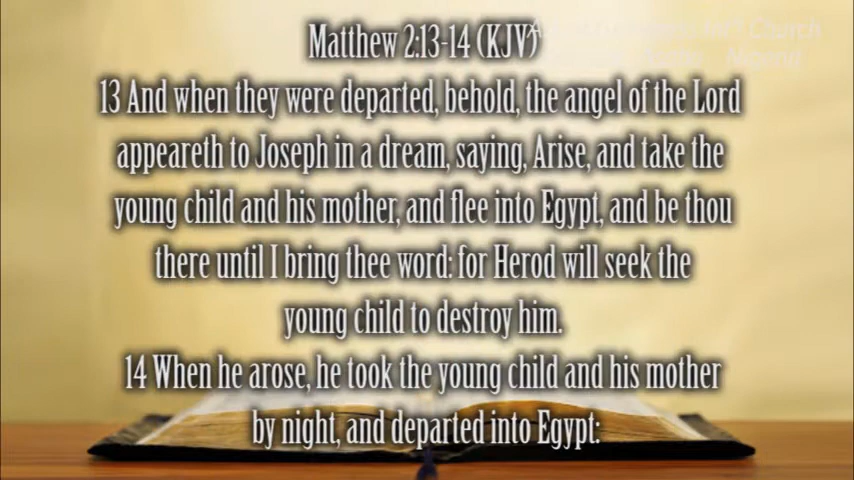 Matthew 2:13-14 (KJV)
13 And when they were departed, behold, the angel of the Lord
appeareth to Joseph in a dream, saying, Arise, and take the
young child and his mother, and flee into Egypt, and be thou
there until I bring thee word: for Herod will seek the
young child to destroy him.
14 When he arose, he took the young child and his mother
by night, and departed into Egypt:
Church